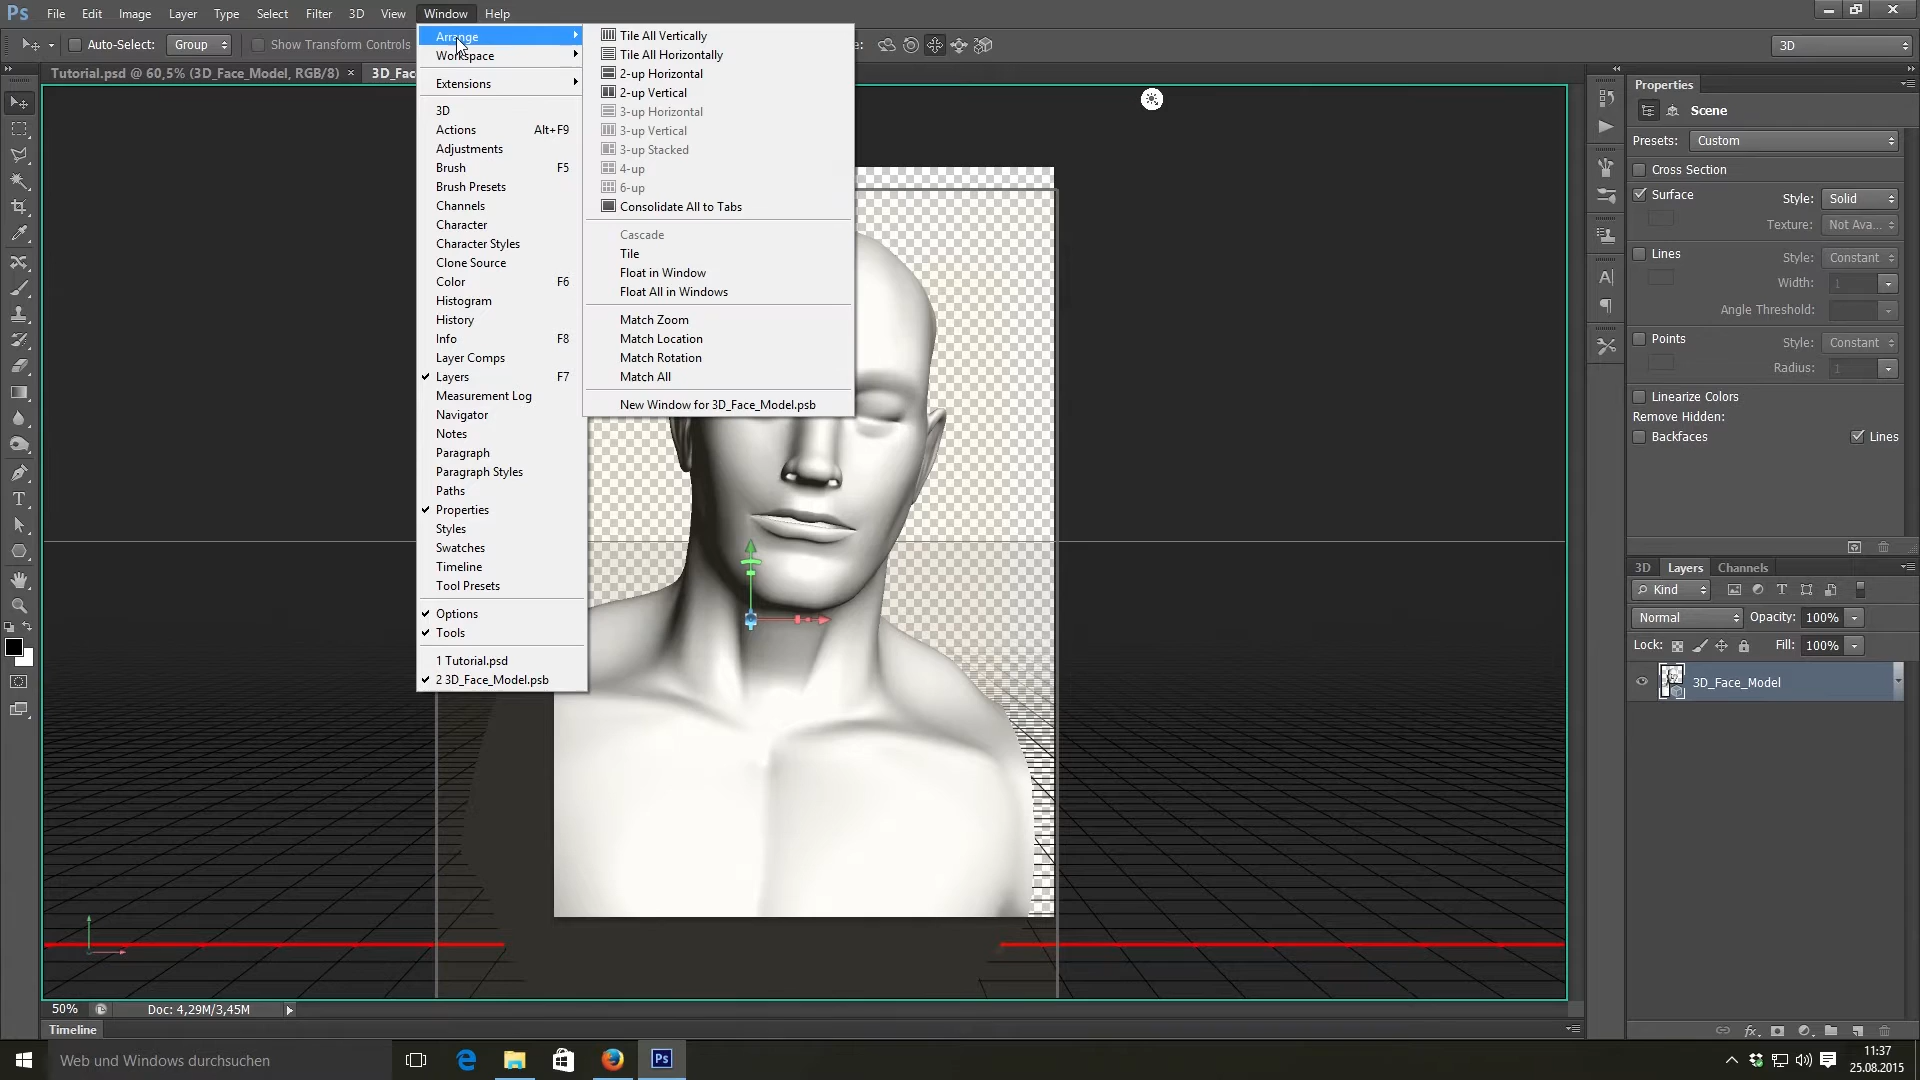 Ps File Edit Image Layer Type Select Filter 3D View Window Help
Auto-Select: Group Show Transform Controls
3D
Tutorial.psd @ 60,5% (3D_Face_Model, RGB/8) × 3D_Fac
Arrange
Workspace
Extensions
3D
Actions Alt+F9
Adjustments
Brush F5
Brush Presets
Channels
Character
Character Styles
Clone Source
Color F6
Histogram
History
Info F8
Layer Comps
Layers F7
Measurement Log
Navigator
Notes
Paragraph
Paragraph Styles
Paths
Properties
Styles
Swatches
Timeline
Tool Presets
Options
Tools
1 Tutorial.psd
2 3D_Face_Model.psb
Tile All Vertically
Tile All Horizontally
2-up Horizontal
2-up Vertical
3-up Horizontal
3-up Vertical
3-up Stacked
4-up
6-up
Consolidate All to Tabs
Cascade
Tile
Float in Window
Float All in Windows
Match Zoom
Match Location
Match Rotation
Match All
New Window for 3D_Face_Model.psb
Properties
Scene
Presets: Custom
Cross Section
Surface Style: Solid
Texture: Not Ava...
Lines Style: Constant
Width: 1
Angle Threshold:
Points Style: Constant
Radius: 1
Linearize Colors
Remove Hidden:
Backfaces Lines
3D Layers Channels
Kind
Normal Opacity: 100%
Lock: Fill: 100%
3D_Face_Model
50% Doc: 4,29M/3,45M
Timeline
Web und Windows durchsuchen
Ps
11:37
25.08.2015